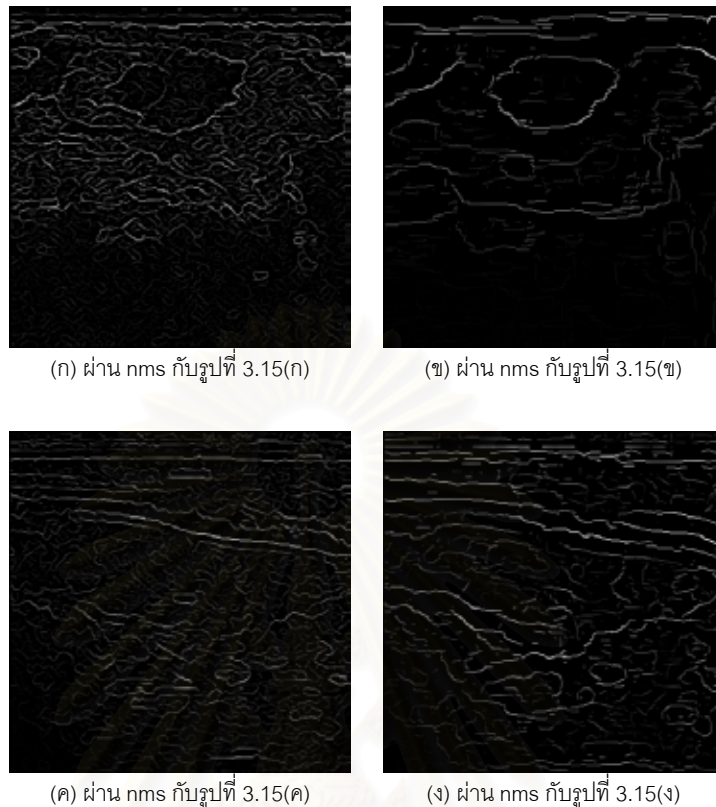 (ก) ผ่าน nms กับรูปที่ 3.15(ก)
(ข) ผ่าน nms กับรูปที่ 3.15(ข)
(ค) ผ่าน nms กับรูปที่ 3.15(ค)
(ง) ผ่าน nms กับรูปที่ 3.15(ง)